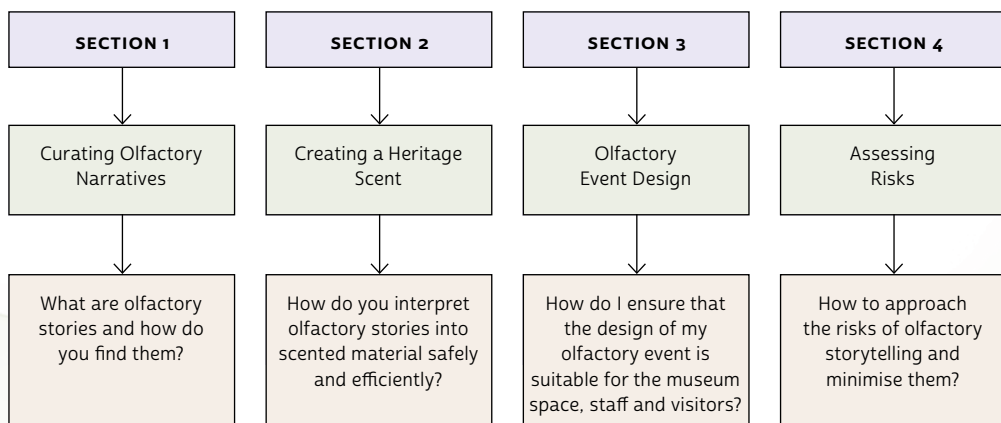 SECTION 1
Curating Olfactory
Narratives
What are olfactory
stories and how do
you find them?
SECTION 2
Creating a Heritage
Scent
How do you interpret
olfactory stories into
scented material safely
and efficiently?
SECTION 3
Olfactory
Event Design
How do I ensure that
the design of my
olfactory event is
suitable for the museum
space, staff and visitors?
SECTION 4
Assessing
Risks
How to approach
the risks of olfactory
storytelling and
minimise them?